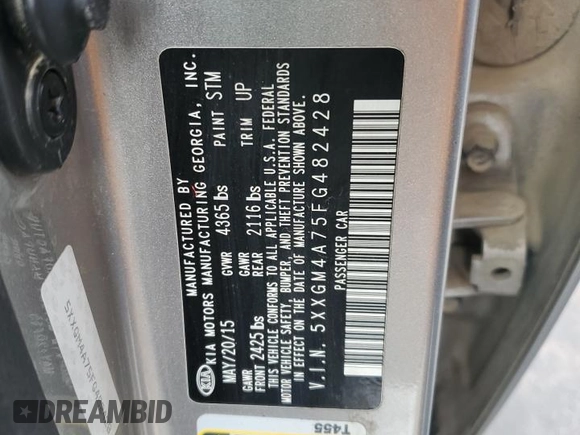 MANUFACTURED BY
KIA KIA MOTORS MANUFACTURING GEORGIA, INC.
MAY/20/15 GVWR 4365 lbs PAINT STM
GAWR FRONT 2425 lbs GAWR REAR 2116 lbs TRIM UP
THIS VEHICLE CONFORMS TO ALL APPLICABLE U.S.A. FEDERAL
MOTOR VEHICLE SAFETY, BUMPER, AND THEFT PREVENTION STANDARDS
IN EFFECT ON THE DATE OF MANUFACTURE SHOWN ABOVE.
V.I.N. 5XXGM4A75FG482428
PASSENGER CAR
T455
DREAMBID